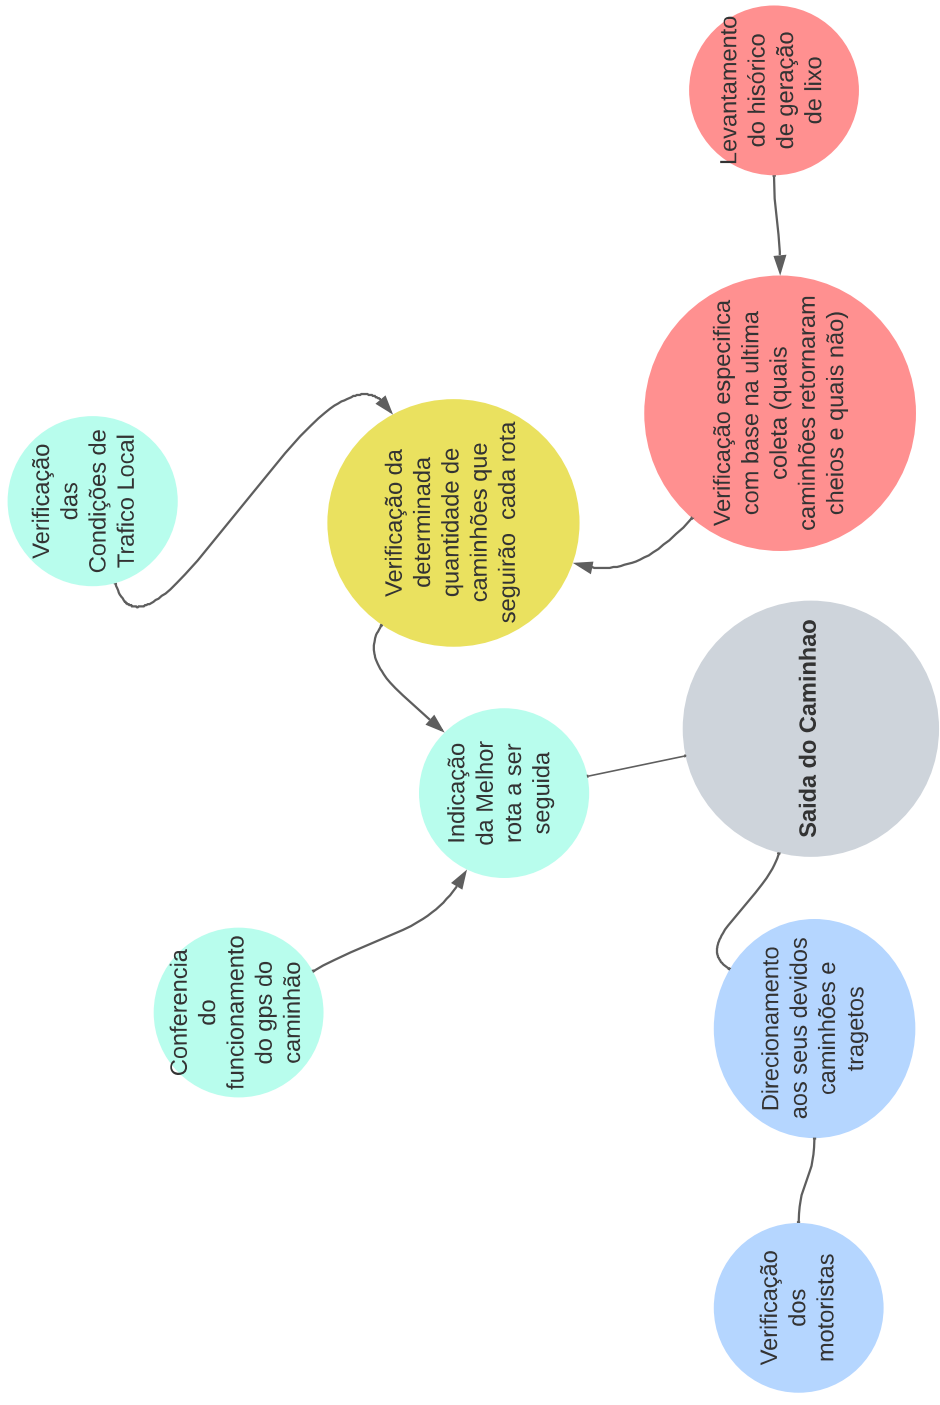 Levantamento
do hisórico
de geração
de lixo
Verificação especifica
com base na ultima
coleta (quais
caminhões retornaram
cheios e quais não)
Verificação
das
Condições de
Trafico Local
Verificação da
determinada
quantidade de
caminhões que
seguirão cada rota
Indicação
da Melhor
rota a ser
seguida
Saida do Caminhao
Conferencia
do
funcionamento
do gps do
caminhão
Direcionamento
aos seus devidos
caminhões e
tragetos
Verificação
dos
motoristas